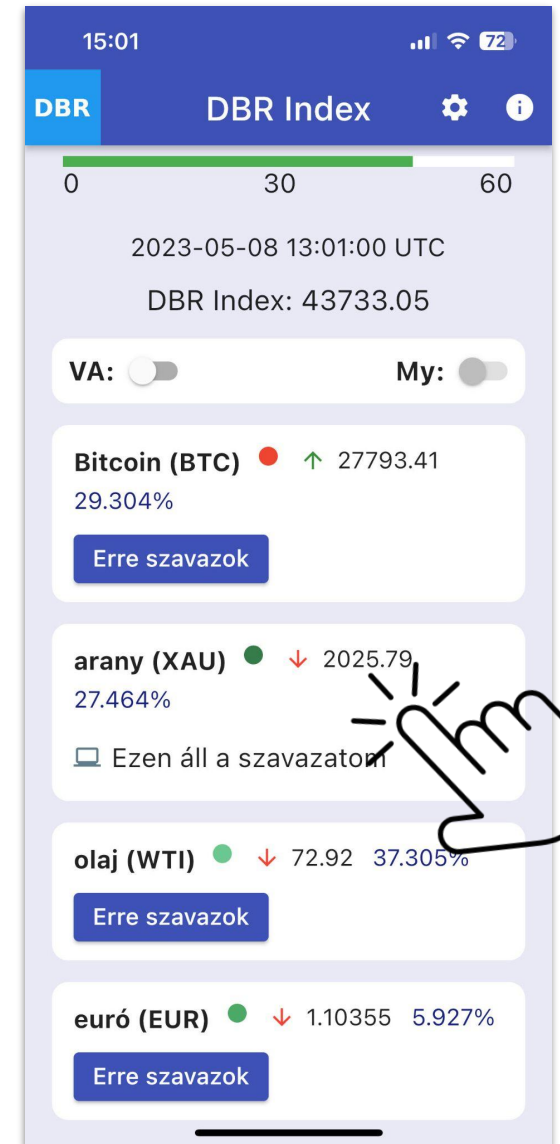 15:01
72
DBR
DBR Index
0 30 60
2023-05-08 13:01:00 UTC
DBR Index: 43733.05
VA: My:
Bitcoin (BTC) ↑ 27793.41
29.304%
Erre szavazok
arany (XAU) ↓ 2025.79
27.464%
Ezen áll a szavazatom
olaj (WTI) ↓ 72.92 37.305%
Erre szavazok
euró (EUR) ↓ 1.10355 5.927%
Erre szavazok